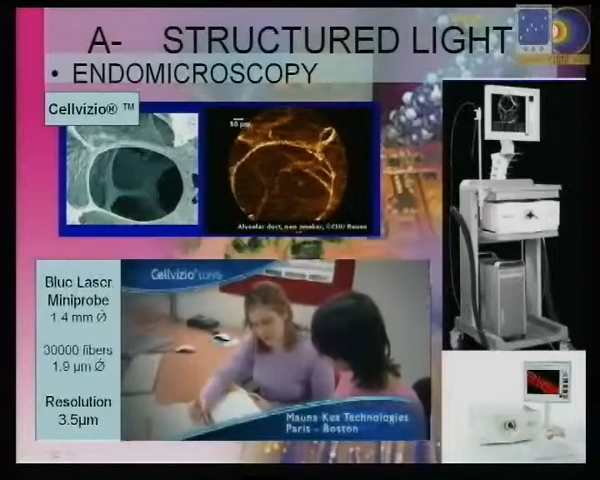 A- STRUCTURED LIGHT
• ENDOMICROSCOPY
Cellvizio® ™
50 µm
Alveolar duct, non smoker, ©CHU Rouen
Blue Laser
Miniprobe
1.4 mm Ǿ
30000 fibers
1.9 µm Ǿ
Resolution
3.5µm
Cellvizio® LUNG
Mauna Kea Technologies
Paris - Boston